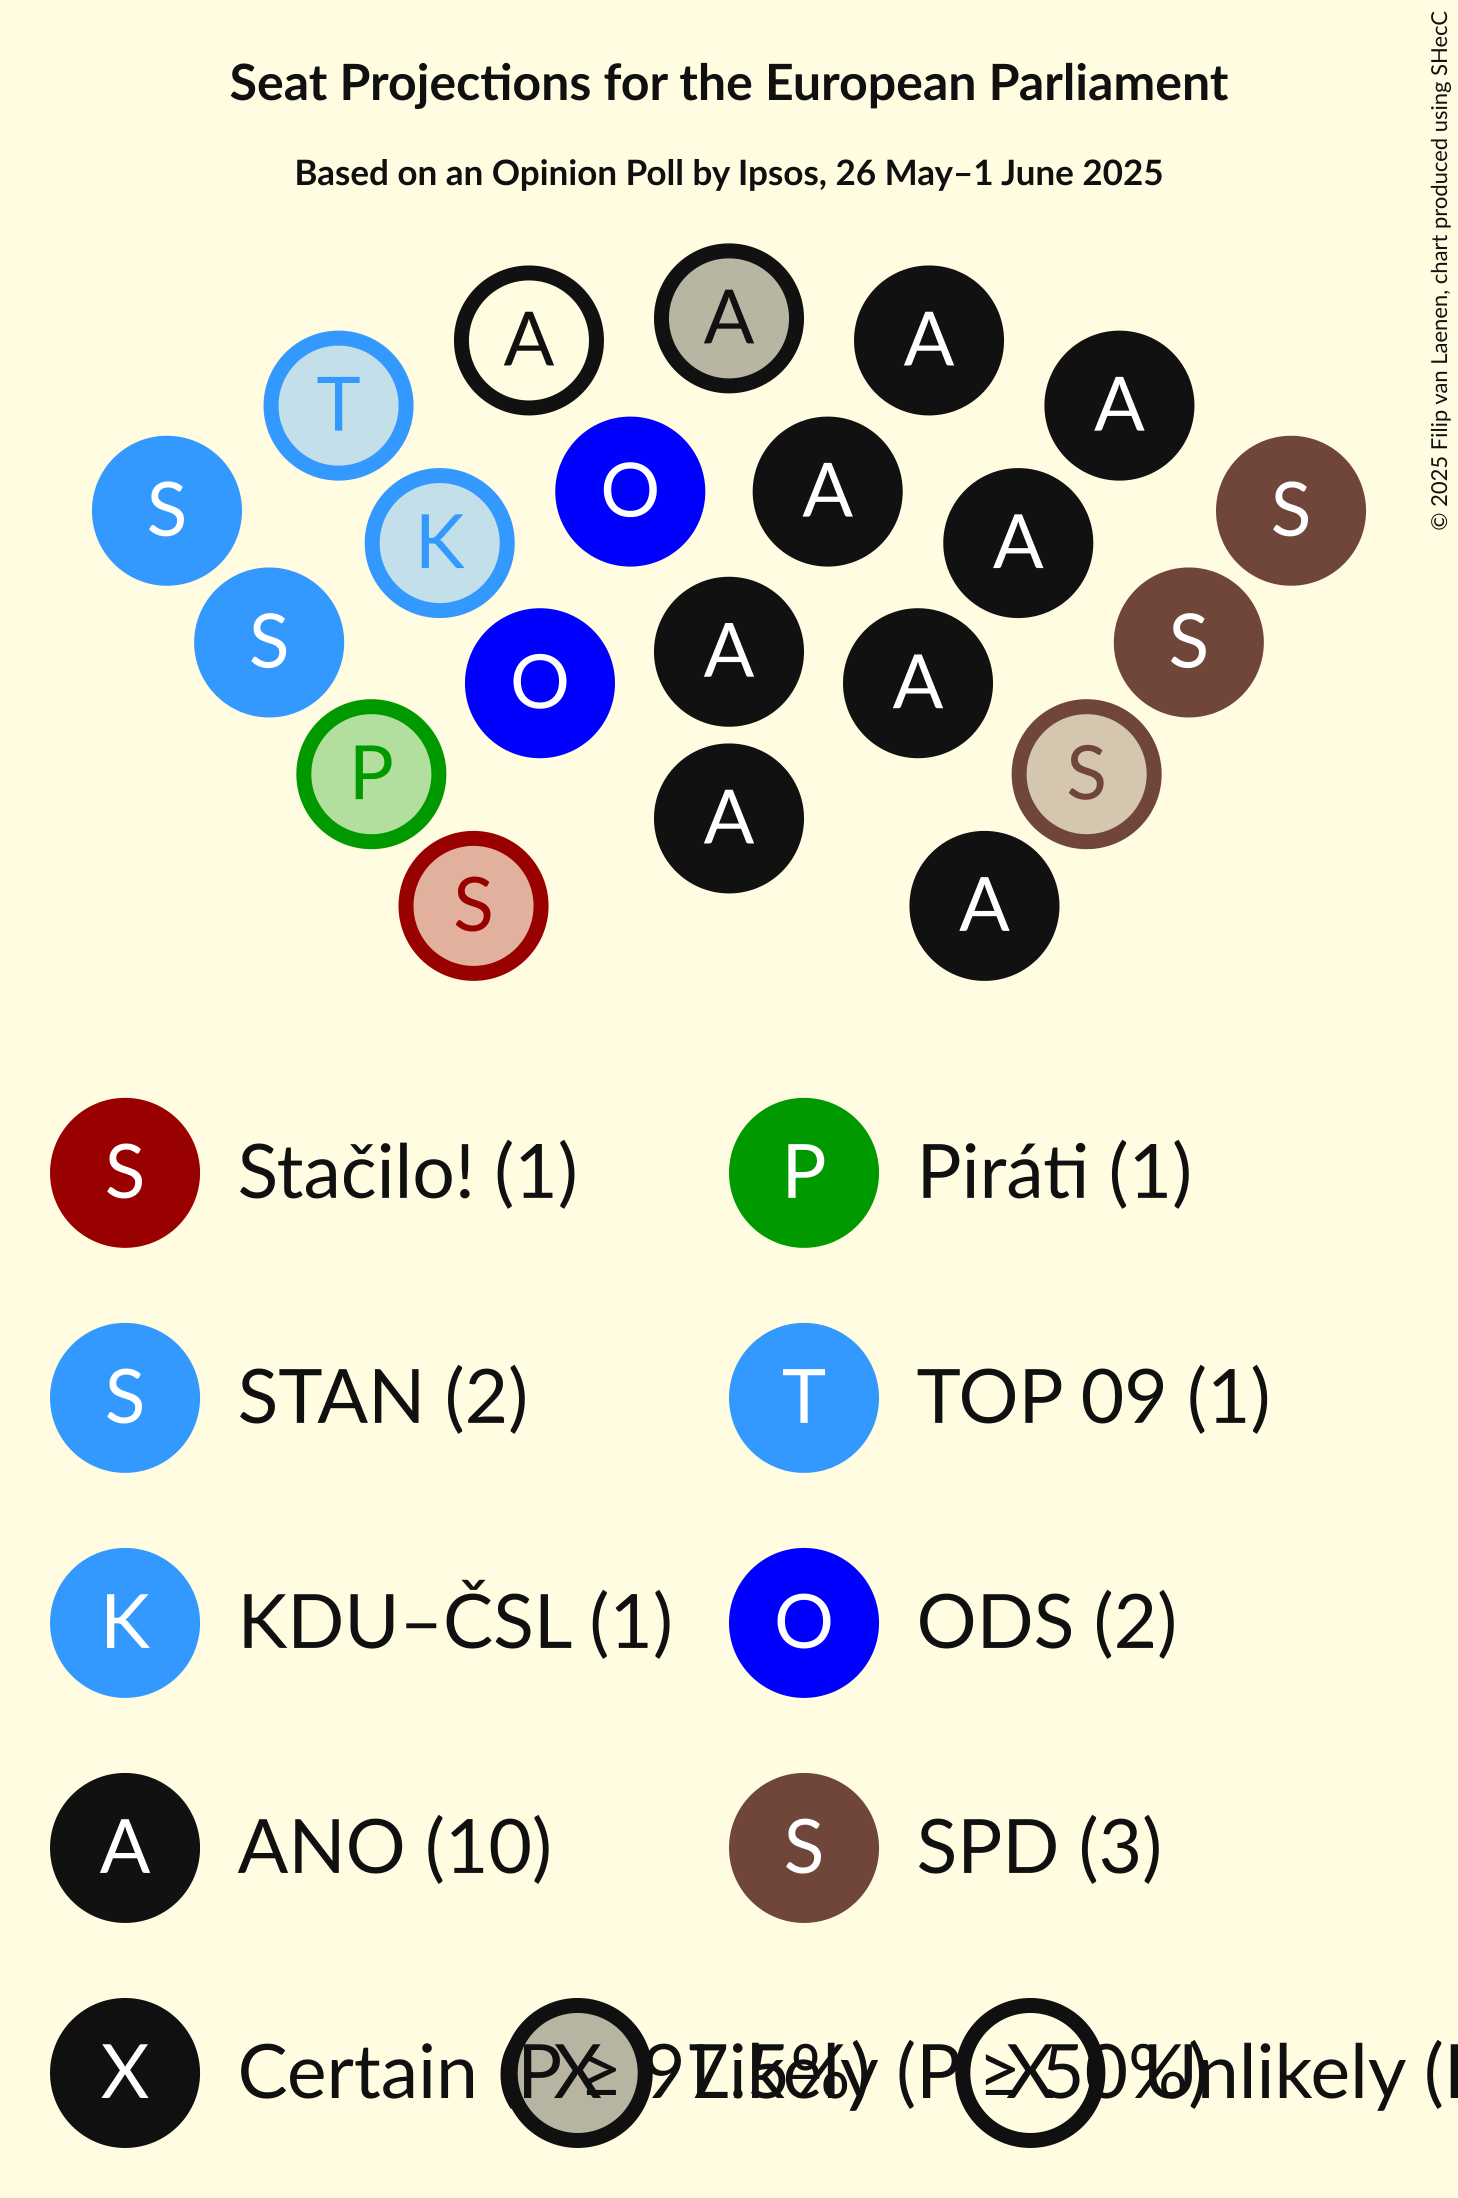 Seat Projections for the European Parliament
Based on an Opinion Poll by Ipsos, 26 May–1 June 2025
© 2025 Filip van Laenen, chart produced using SHecC
A
A A
T A
S O A S
K A
S O A A S
P A S
S A
S Stačilo! (1) P Piráti (1)
S STAN (2) T TOP 09 (1)
K KDU–ČSL (1) O ODS (2)
A ANO (10) S SPD (3)
X Certain (P ≥ 97.5%) X Likely (P ≥ 50%) X Unlikely (